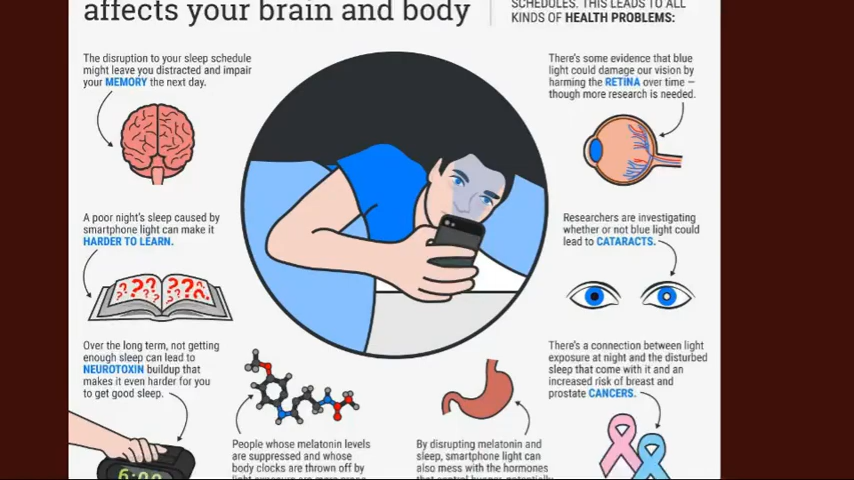 affects your brain and body
SCHEDULES. THIS LEADS TO ALL
KINDS OF HEALTH PROBLEMS:
The disruption to your sleep schedule
might leave you distracted and impair
your MEMORY the next day.
There's some evidence that blue
light could damage our vision by
harming the RETINA over time –
though more research is needed.
A poor night's sleep caused by
smartphone light can make it
HARDER TO LEARN.
Researchers are investigating
whether or not blue light could
lead to CATARACTS.
???
???
Over the long term, not getting
enough sleep can lead to
NEUROTOXIN buildup that
makes it even harder for you
to get good sleep.
There's a connection between light
exposure at night and the disturbed
sleep that come with it and an
increased risk of breast and
prostate CANCERS.
People whose melatonin levels
are suppressed and whose
body clocks are thrown off by
By disrupting melatonin and
sleep, smartphone light can
also mess with the hormones